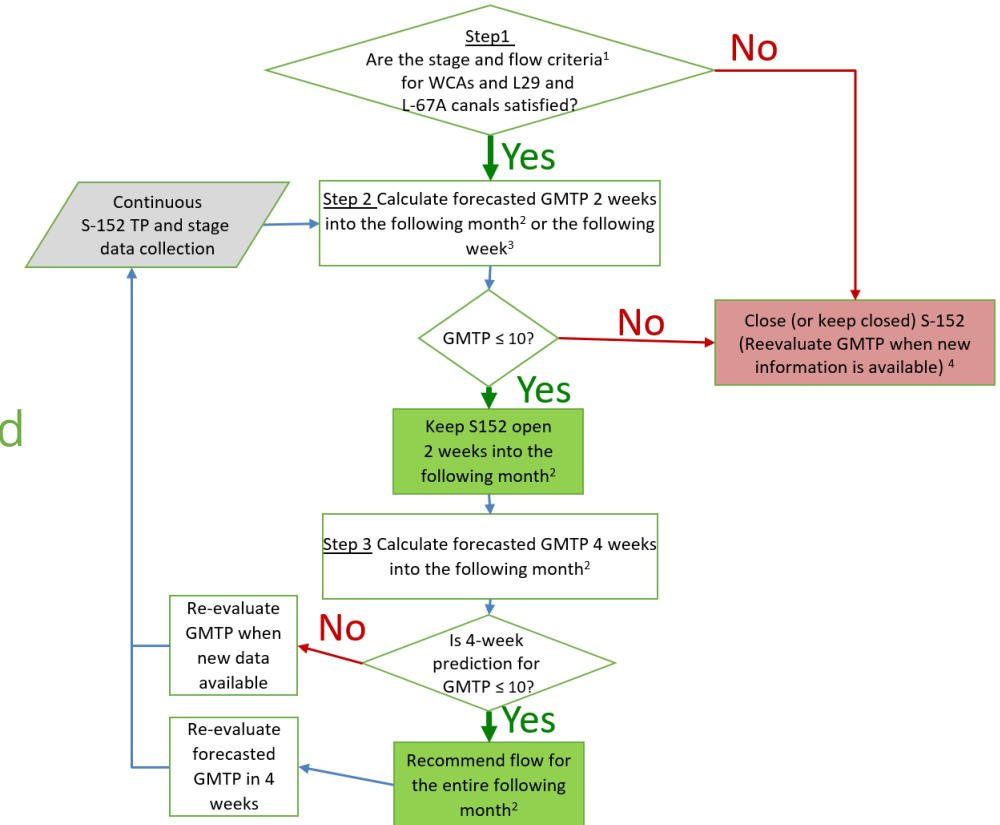 Step1
Are the stage and flow criteria¹
for WCAs and L29 and
L-67A canals satisfied?
No
Yes
Continuous
S-152 TP and stage
data collection
Step 2 Calculate forecasted GMTP 2 weeks
into the following month² or the following
week³
GMTP ≤ 10?
No
Close (or keep closed) S-152
(Reevaluate GMTP when new
information is available) ⁴
Yes
d
Keep S152 open
2 weeks into the
following month²
Step 3 Calculate forecasted GMTP 4 weeks
into the following month²
Re-evaluate
GMTP when
new data
available
No
Is 4-week
prediction for
GMTP ≤ 10?
Yes
Re-evaluate
forecasted
GMTP in 4
weeks
Recommend flow for
the entire following
month²